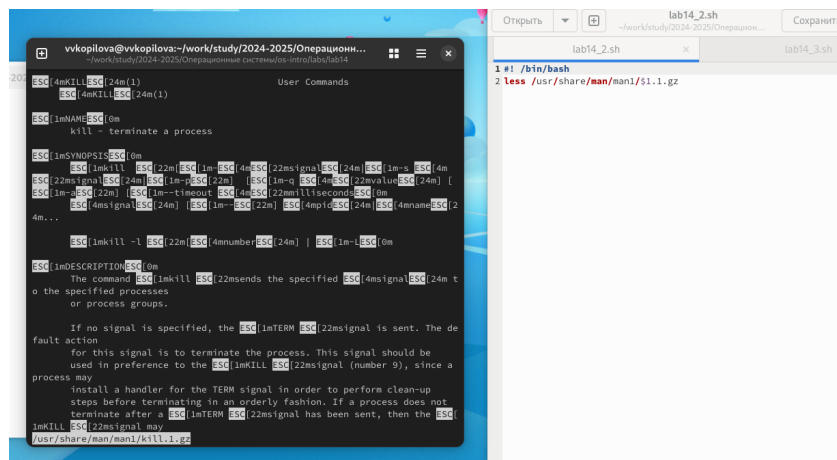 vvkopilova@vvkopilova:~/work/study/2024-2025/Операционн...
~/work/study/2024-2025/Операционные системы/os-intro/labs/lab14
ESC[4mKILLESC[24m(1) User Commands
ESC[4mKILLESC[24m(1)
ESC[1mNAMEESC[0m
kill - terminate a process
ESC[1mSYNOPSISESC[0m
ESC[1mkill ESC[22m[ESC[1m-ESC[4mESC[22msignalESC[24m|ESC[1m-s ESC[4m
ESC[22msignalESC[24m|ESC[1m-pESC[22m] [ESC[1m-q ESC[4mESC[22mvalueESC[24m] [
ESC[1m-aESC[22m] [ESC[1m--timeout ESC[4mESC[22mmillisecondsESC[0m
ESC[4msignalESC[24m] [ESC[1m--ESC[22m] ESC[4mpidESC[24m|ESC[4mnameESC[2
4m...
ESC[1mkill -l ESC[22m[ESC[4mnumberESC[24m] | ESC[1m-LESC[0m
ESC[1mDESCRIPTIONESC[0m
The command ESC[1mkill ESC[22msends the specified ESC[4msignalESC[24m t
o the specified processes
or process groups.
If no signal is specified, the ESC[1mTERM ESC[22msignal is sent. The de
fault action
for this signal is to terminate the process. This signal should be
used in preference to the ESC[1mKILL ESC[22msignal (number 9), since a
process may
install a handler for the TERM signal in order to perform clean-up
steps before terminating in an orderly fashion. If a process does not
terminate after a ESC[1mTERM ESC[22msignal has been sent, then the ESC[
1mKILL ESC[22msignal may
/usr/share/man/man1/kill.1.gz
Открыть
lab14_2.sh
~/work/study/2024-2025/Операцион...
Сохранит
lab14_2.sh
lab14_3.sh
1 #! /bin/bash
2 less /usr/share/man/man1/$1.1.gz